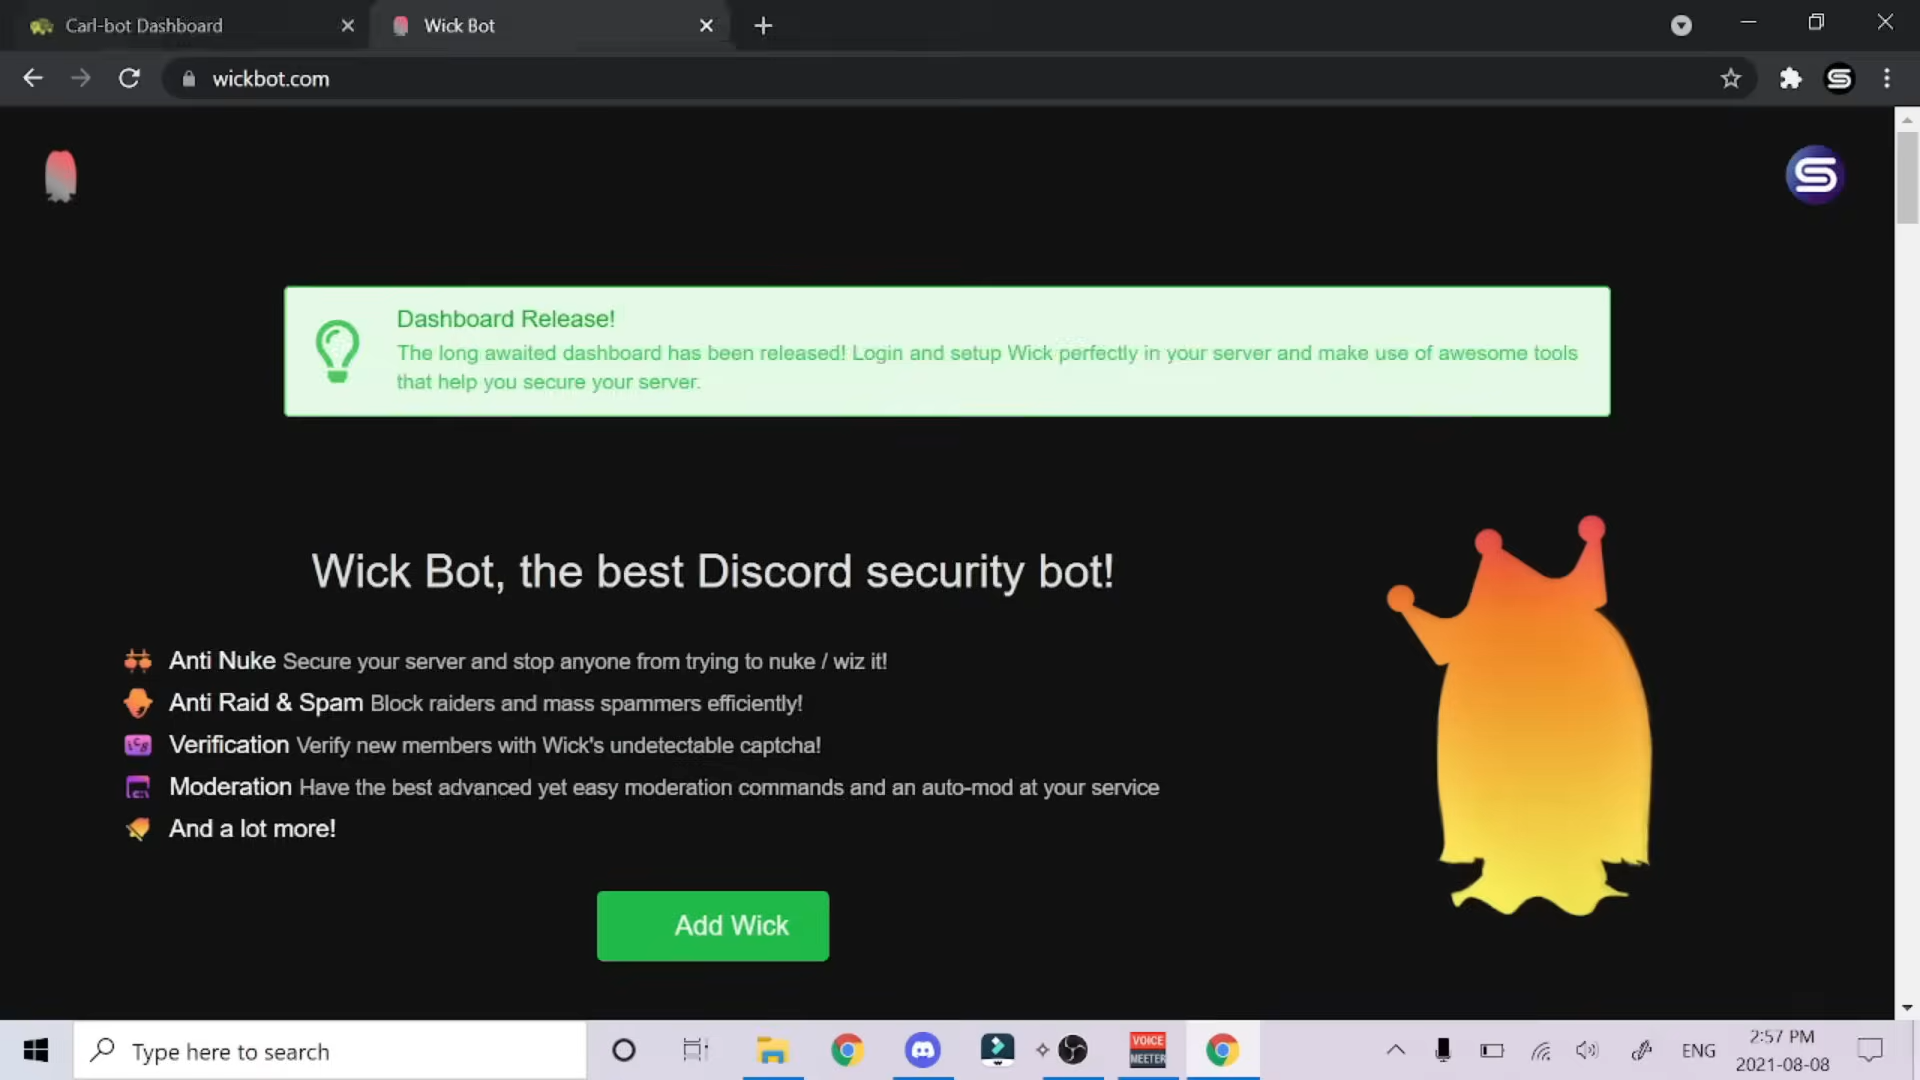 Carl-bot Dashboard
Wick Bot
wickbot.com
Dashboard Release!
The long awaited dashboard has been released! Login and setup Wick perfectly in your server and make use of awesome tools
that help you secure your server.
Wick Bot, the best Discord security bot!
Anti Nuke Secure your server and stop anyone from trying to nuke / wiz it!
Anti Raid & Spam Block raiders and mass spammers efficiently!
Verification Verify new members with Wick's undetectable captcha!
Moderation Have the best advanced yet easy moderation commands and an auto-mod at your service
And a lot more!
Add Wick
Type here to search
VOICE
MEETER
ENG
2:57 PM
2021-08-08